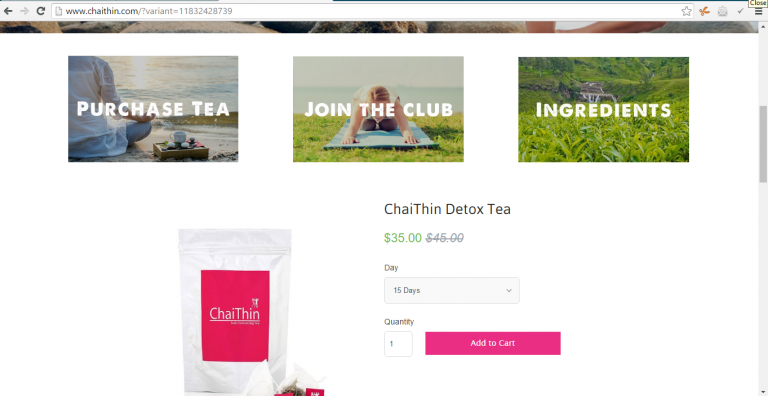 Close
www.chaithin.com/?variant=11832428739
PURCHASE TEA
JOIN THE CLUB
INGREDIENTS
ChaiThin Detox Tea
$35.00 $45.00
Day
15 Days
Quantity
1
Add to Cart
ChaiThin